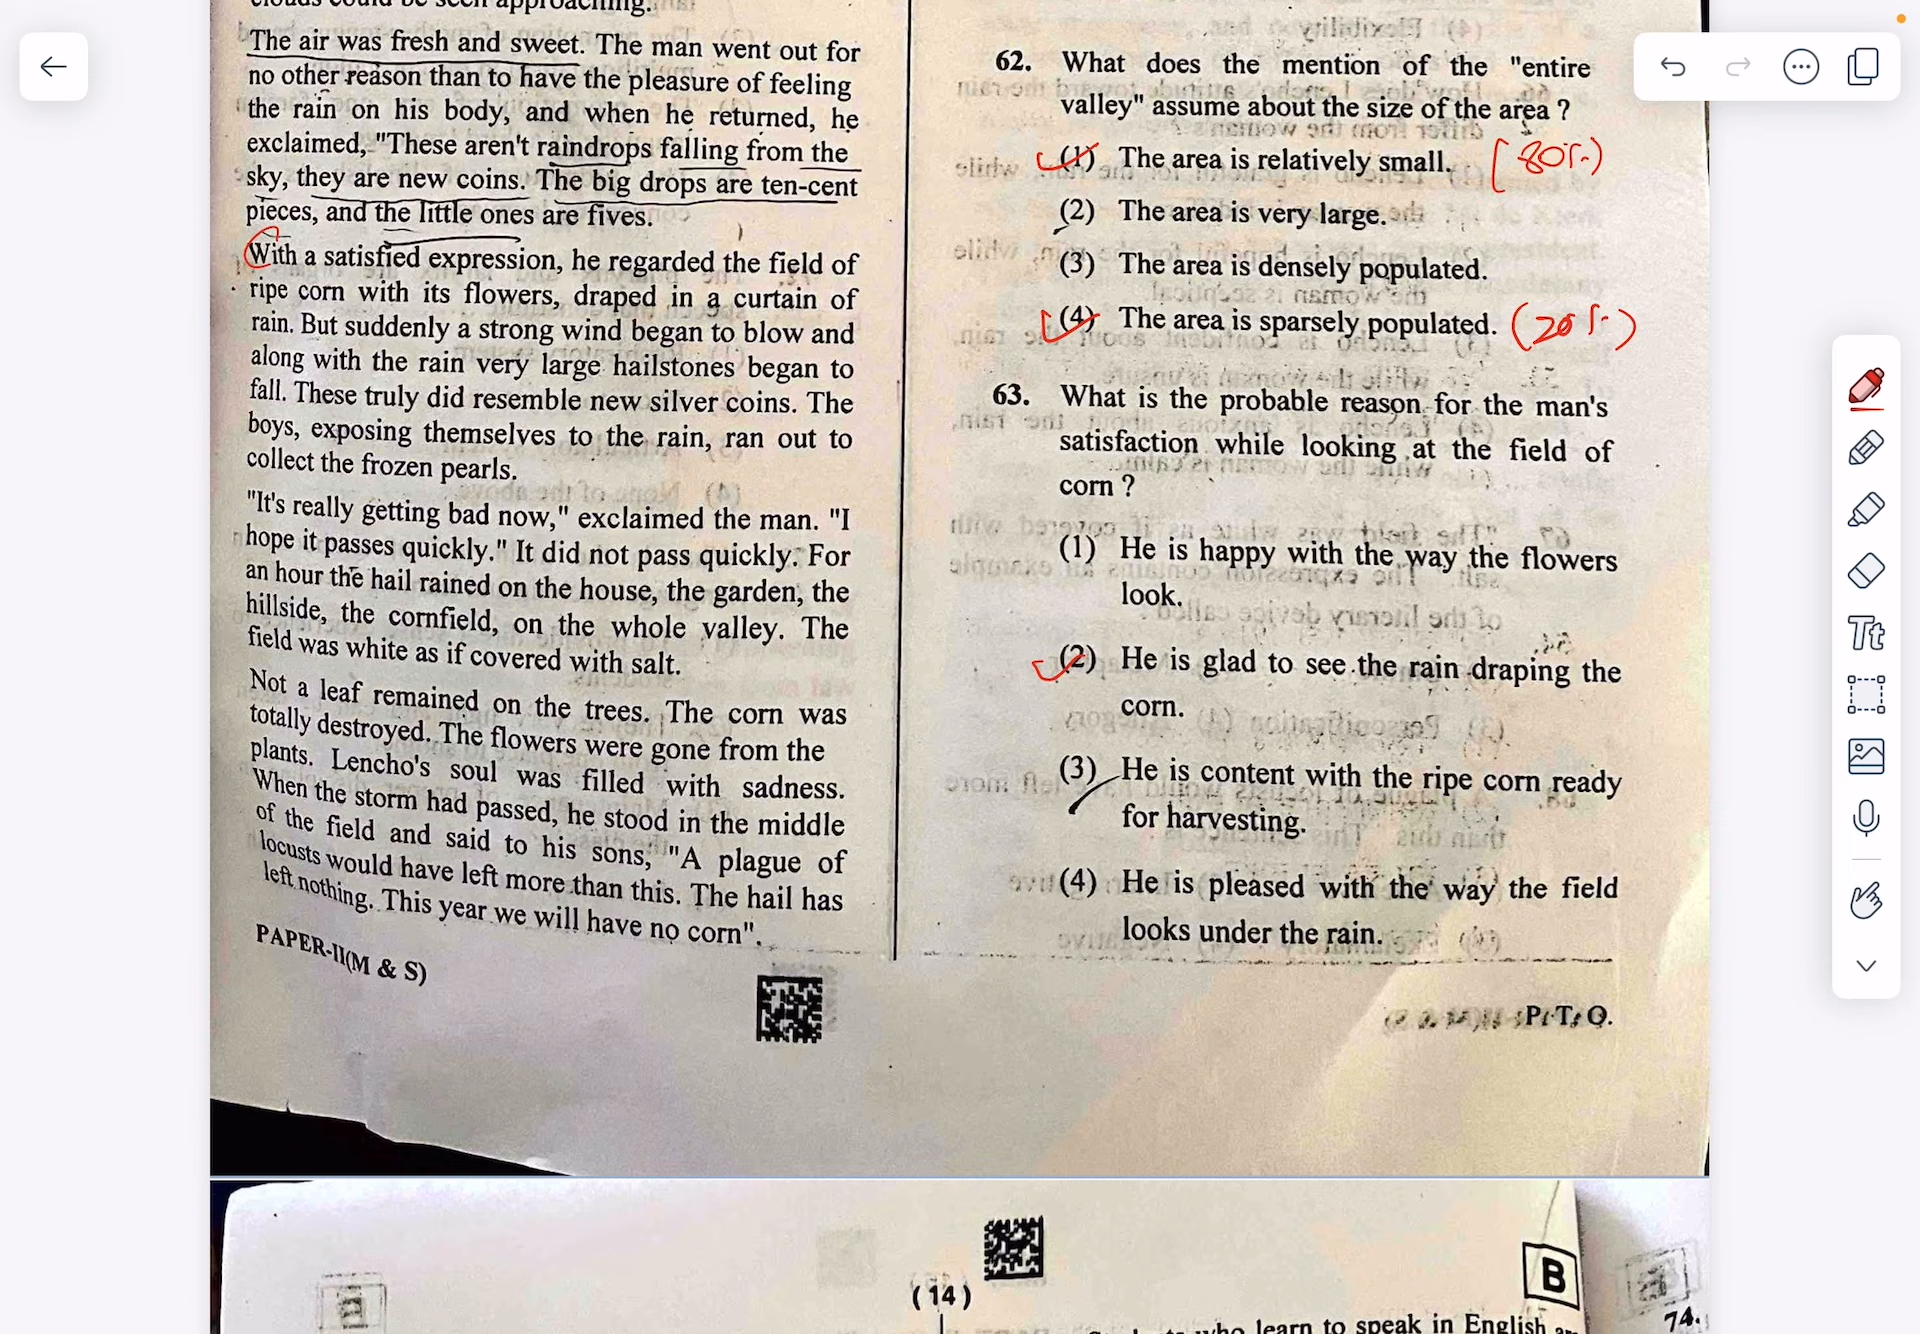 The air was fresh and sweet. The man went out for
no other reason than to have the pleasure of feeling
the rain on his body, and when he returned, he
exclaimed, "These aren't raindrops falling from the
sky, they are new coins. The big drops are ten-cent
pieces, and the little ones are fives.
With a satisfied expression, he regarded the field of
ripe corn with its flowers, draped in a curtain of
rain. But suddenly a strong wind began to blow and
along with the rain very large hailstones began to
fall. These truly did resemble new silver coins. The
boys, exposing themselves to the rain, ran out to
collect the frozen pearls.
"It's really getting bad now," exclaimed the man. "I
hope it passes quickly." It did not pass quickly. For
an hour the hail rained on the house, the garden, the
hillside, the cornfield, on the whole valley. The
field was white as if covered with salt.
Not a leaf remained on the trees. The corn was
totally destroyed. The flowers were gone from the
plants. Lencho's soul was filled with sadness.
When the storm had passed, he stood in the middle
of the field and said to his sons, "A plague of
locusts would have left more than this. The hail has
left nothing. This year we will have no corn".
PAPER-II(M & S)
62. What does the mention of the "entire
valley" assume about the size of the area ?
(1) The area is relatively small. [80%)
(2) The area is very large.
(3) The area is densely populated.
(4) The area is sparsely populated. (20%)
63. What is the probable reason for the man's
satisfaction while looking at the field of
corn ?
(1) He is happy with the way the flowers
look.
(2) He is glad to see the rain draping the
corn.
(3) He is content with the ripe corn ready
for harvesting.
(4) He is pleased with the way the field
looks under the rain.
P.T.O.
(14)
B
who learn to speak in English
74.
Tt